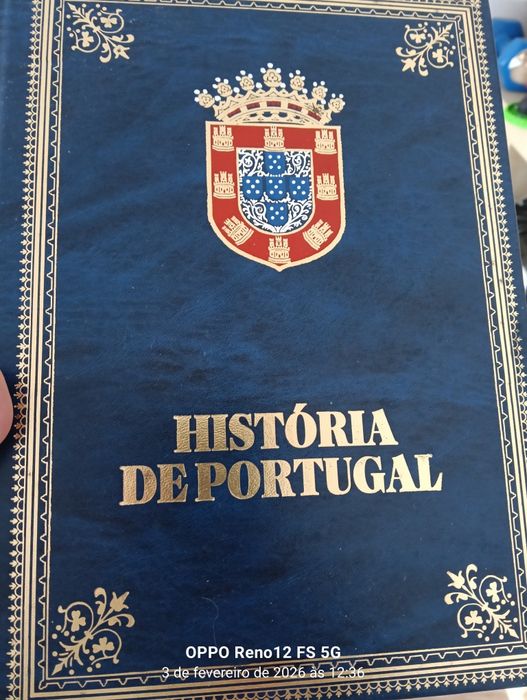 HISTÓRIA
DE PORTUGAL
OPPO Reno12 FS 5G
3 de fevereiro de 2026 às 12:36